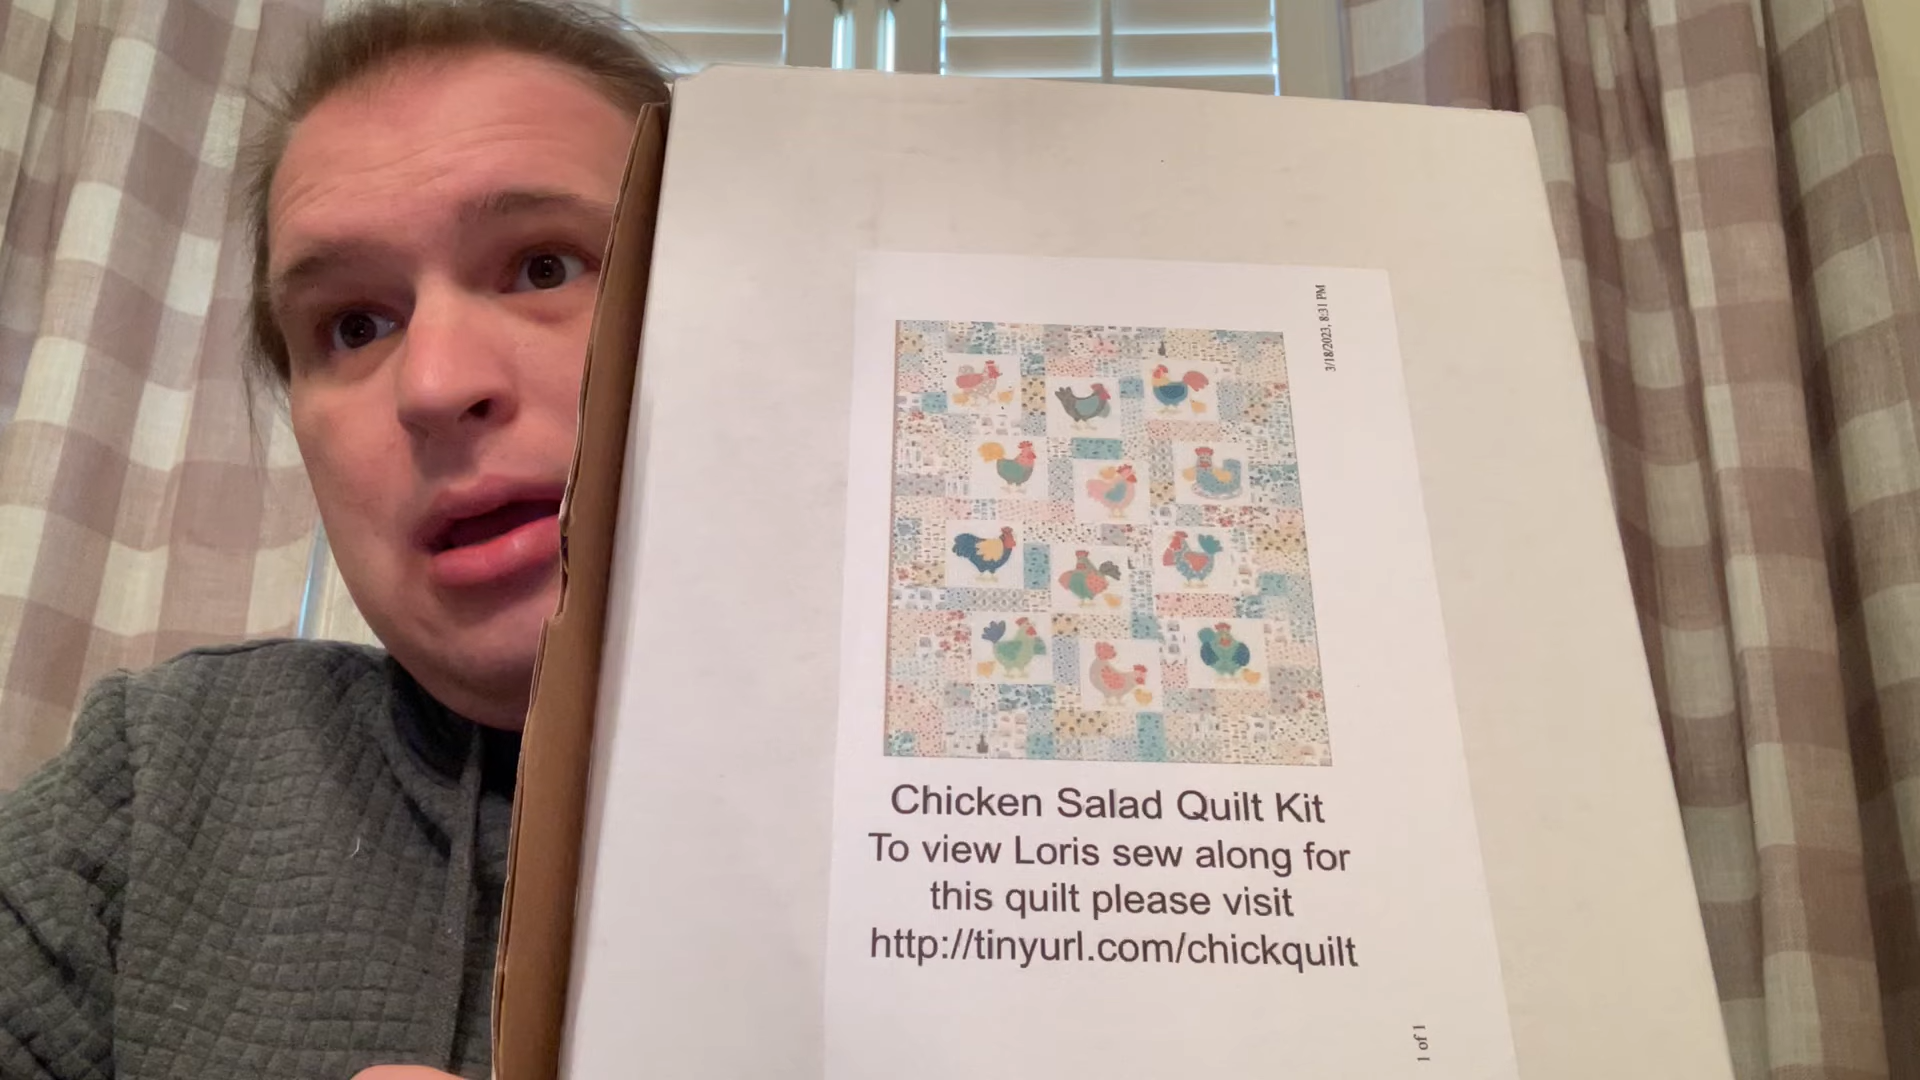 3/18/2023, 8:31 PM
Chicken Salad Quilt Kit
To view Loris sew along for
this quilt please visit
http://tinyurl.com/chickquilt
1 of 1